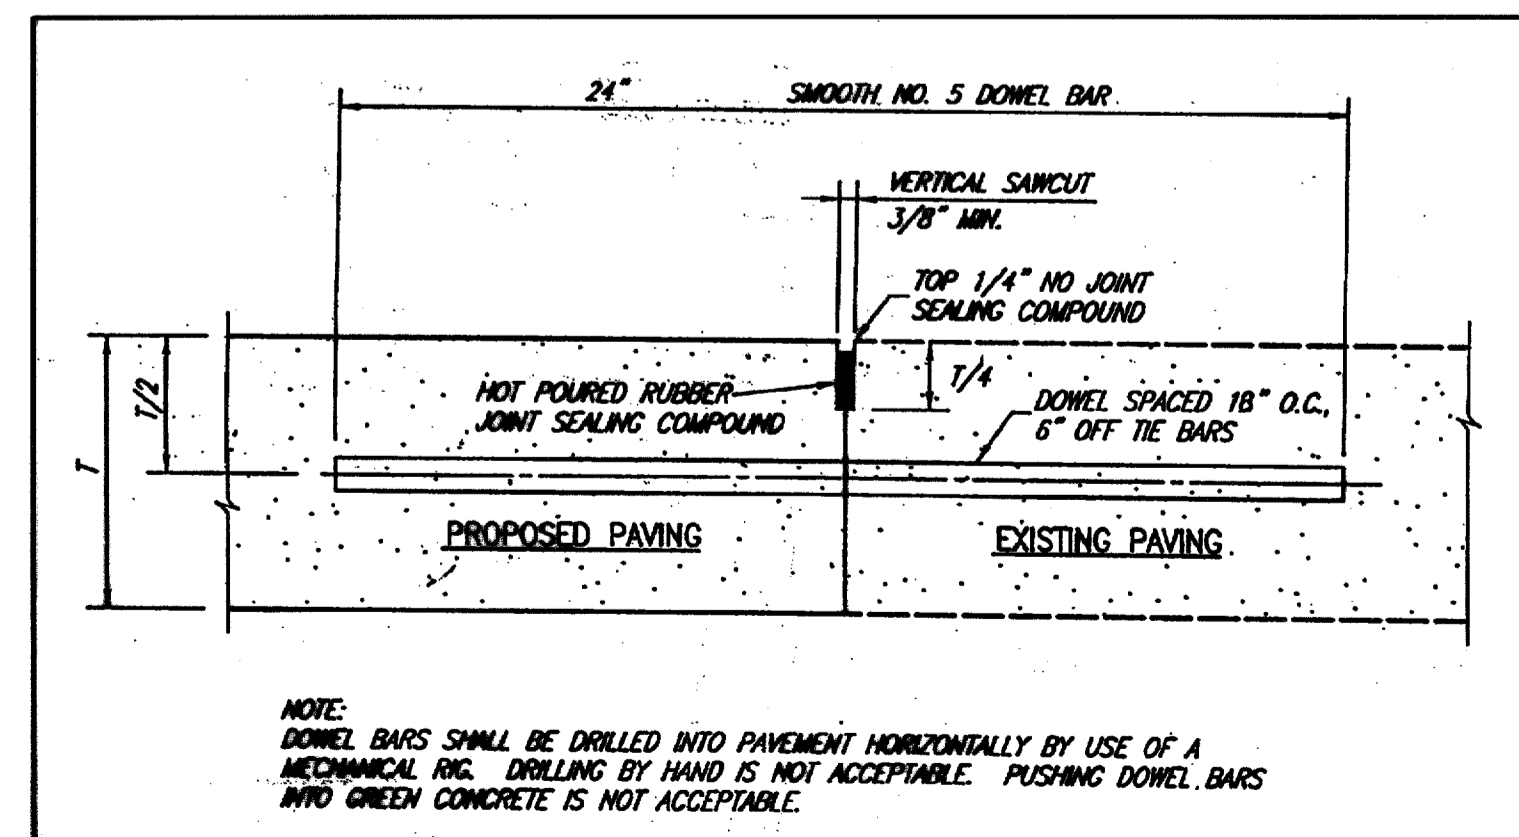 24" SMOOTH NO. 5 DOWEL BAR
VERTICAL SAWCUT
3/8" MIN.
TOP 1/4" NO JOINT
SEALING COMPOUND
T/2
T/4
HOT POURED RUBBER
JOINT SEALING COMPOUND
DOWEL SPACED 18" O.C.,
6" OFF TIE BARS
T
PROPOSED PAVING
EXISTING PAVING
NOTE:
DOWEL BARS SHALL BE DRILLED INTO PAVEMENT HORIZONTALLY BY USE OF A
MECHANICAL RIG. DRILLING BY HAND IS NOT ACCEPTABLE. PUSHING DOWEL BARS
INTO GREEN CONCRETE IS NOT ACCEPTABLE.